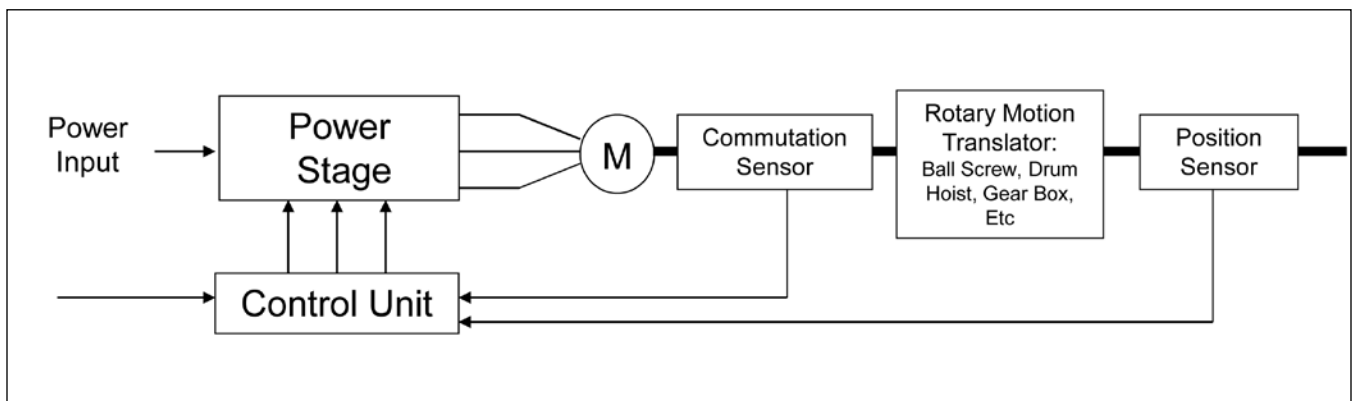 Power
Input
Power
Stage
M
Commutation
Sensor
Rotary Motion
Translator:
Ball Screw, Drum
Hoist, Gear Box,
Etc
Position
Sensor
Control Unit